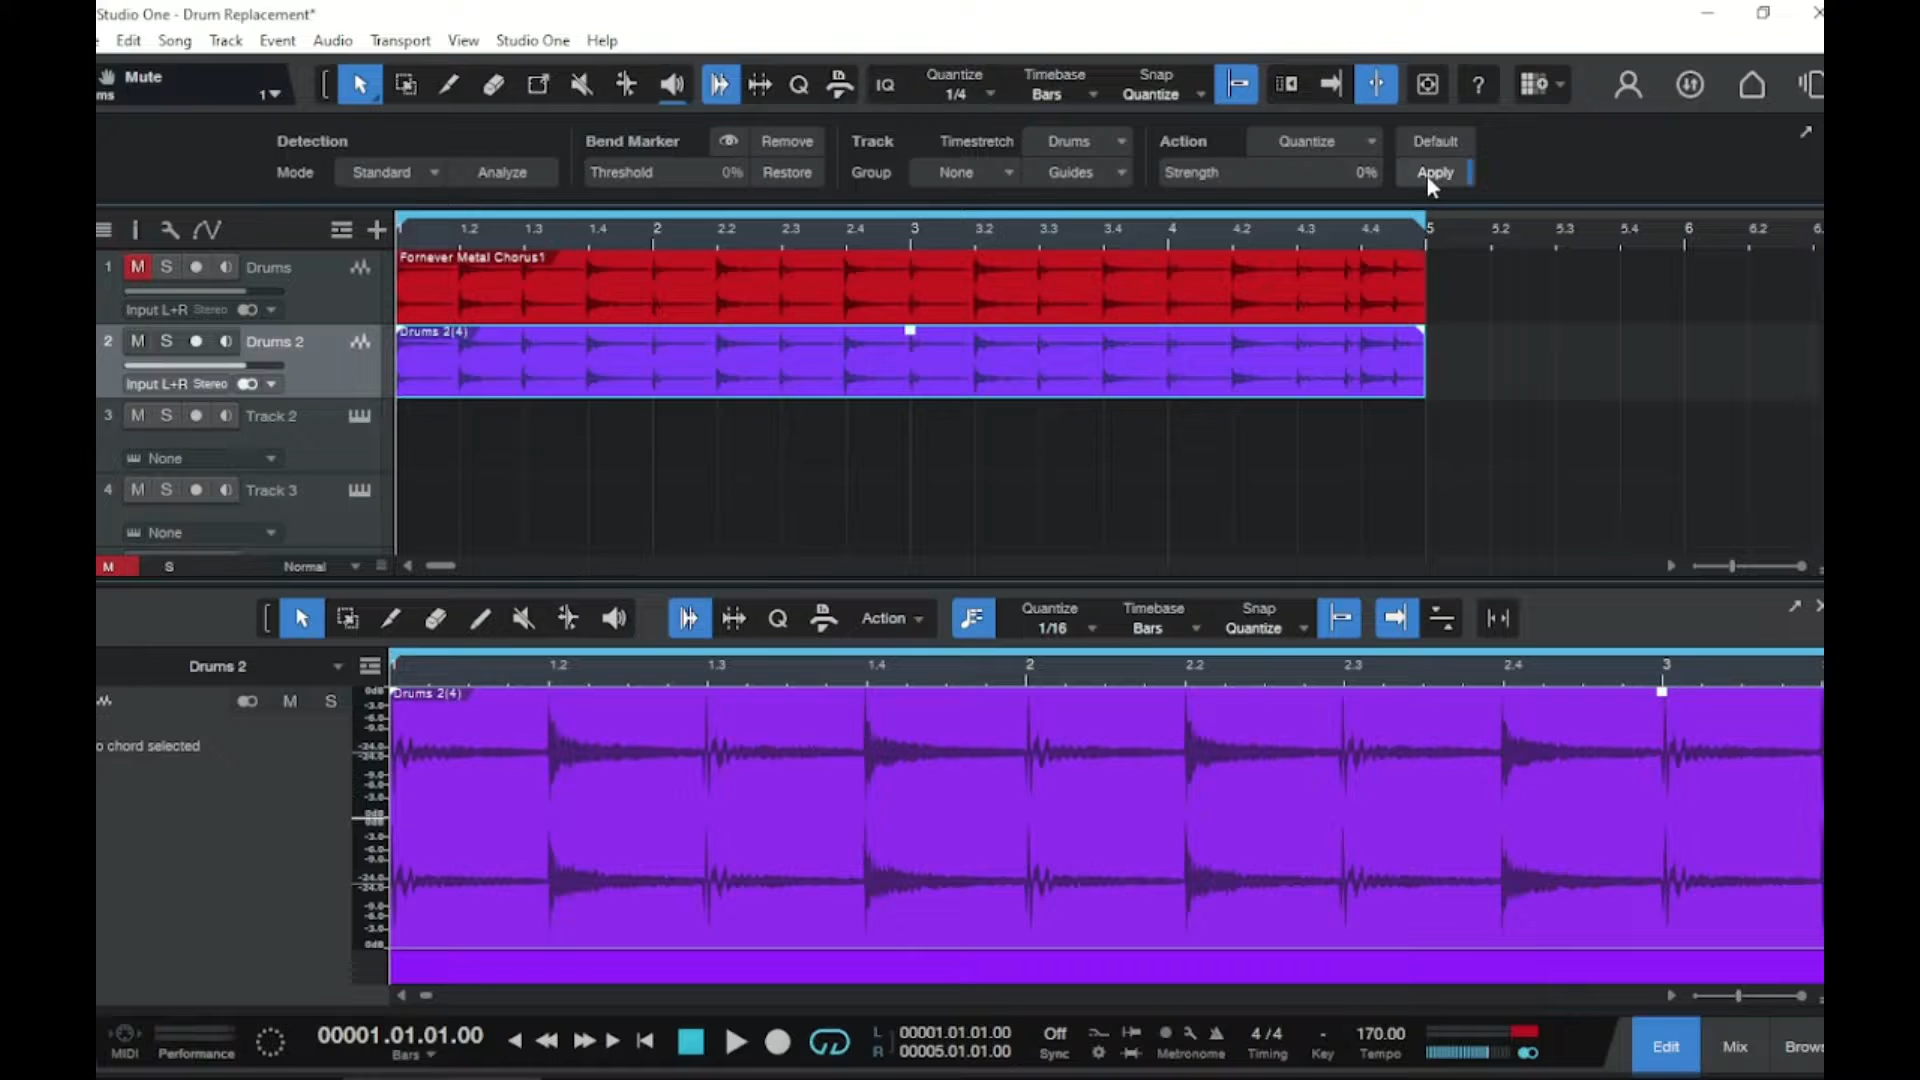 Studio One - Drum Replacement*
Edit Song Track Event Audio Transport View Studio One Help
Mute
ms 1
IQ Quantize 1/4 Timebase Bars Snap Quantize ?
Detection Bend Marker Remove Track Timestretch Drums Action Quantize Default
Mode Standard Analyze Threshold 0% Restore Group None Guides Strength 0% Apply
1.2 1.3 1.4 2 2.2 2.3 2.4 3 3.2 3.3 3.4 4 4.2 4.3 4.4 5 5.2 5.3 5.4 6 6.2 6.
Fornever Metal Chorus1
1 M S Drums
Input L+R Stereo
Drums 2(4)
2 M S Drums 2
Input L+R Stereo
3 M S Track 2
None
4 M S Track 3
None
M S Normal
Action Quantize 1/16 Timebase Bars Snap Quantize
Drums 2
1.2 1.3 1.4 2 2.2 2.3 2.4 3
Drums 2(4)
M S
o chord selected
0dB
-3.0
-6.0
-9.0
-24.0
-24.0
-9.0
-6.0
-3.0
0dB
0dB
-3.0
-6.0
-9.0
-24.0
-24.0
-9.0
-6.0
-3.0
0dB
MIDI Performance 00001.01.01.00 Bars
L 00001.01.01.00
R 00005.01.01.00
Off Sync Metronome 4/4 Timing - Key 170.00 Tempo
Edit Mix Brow